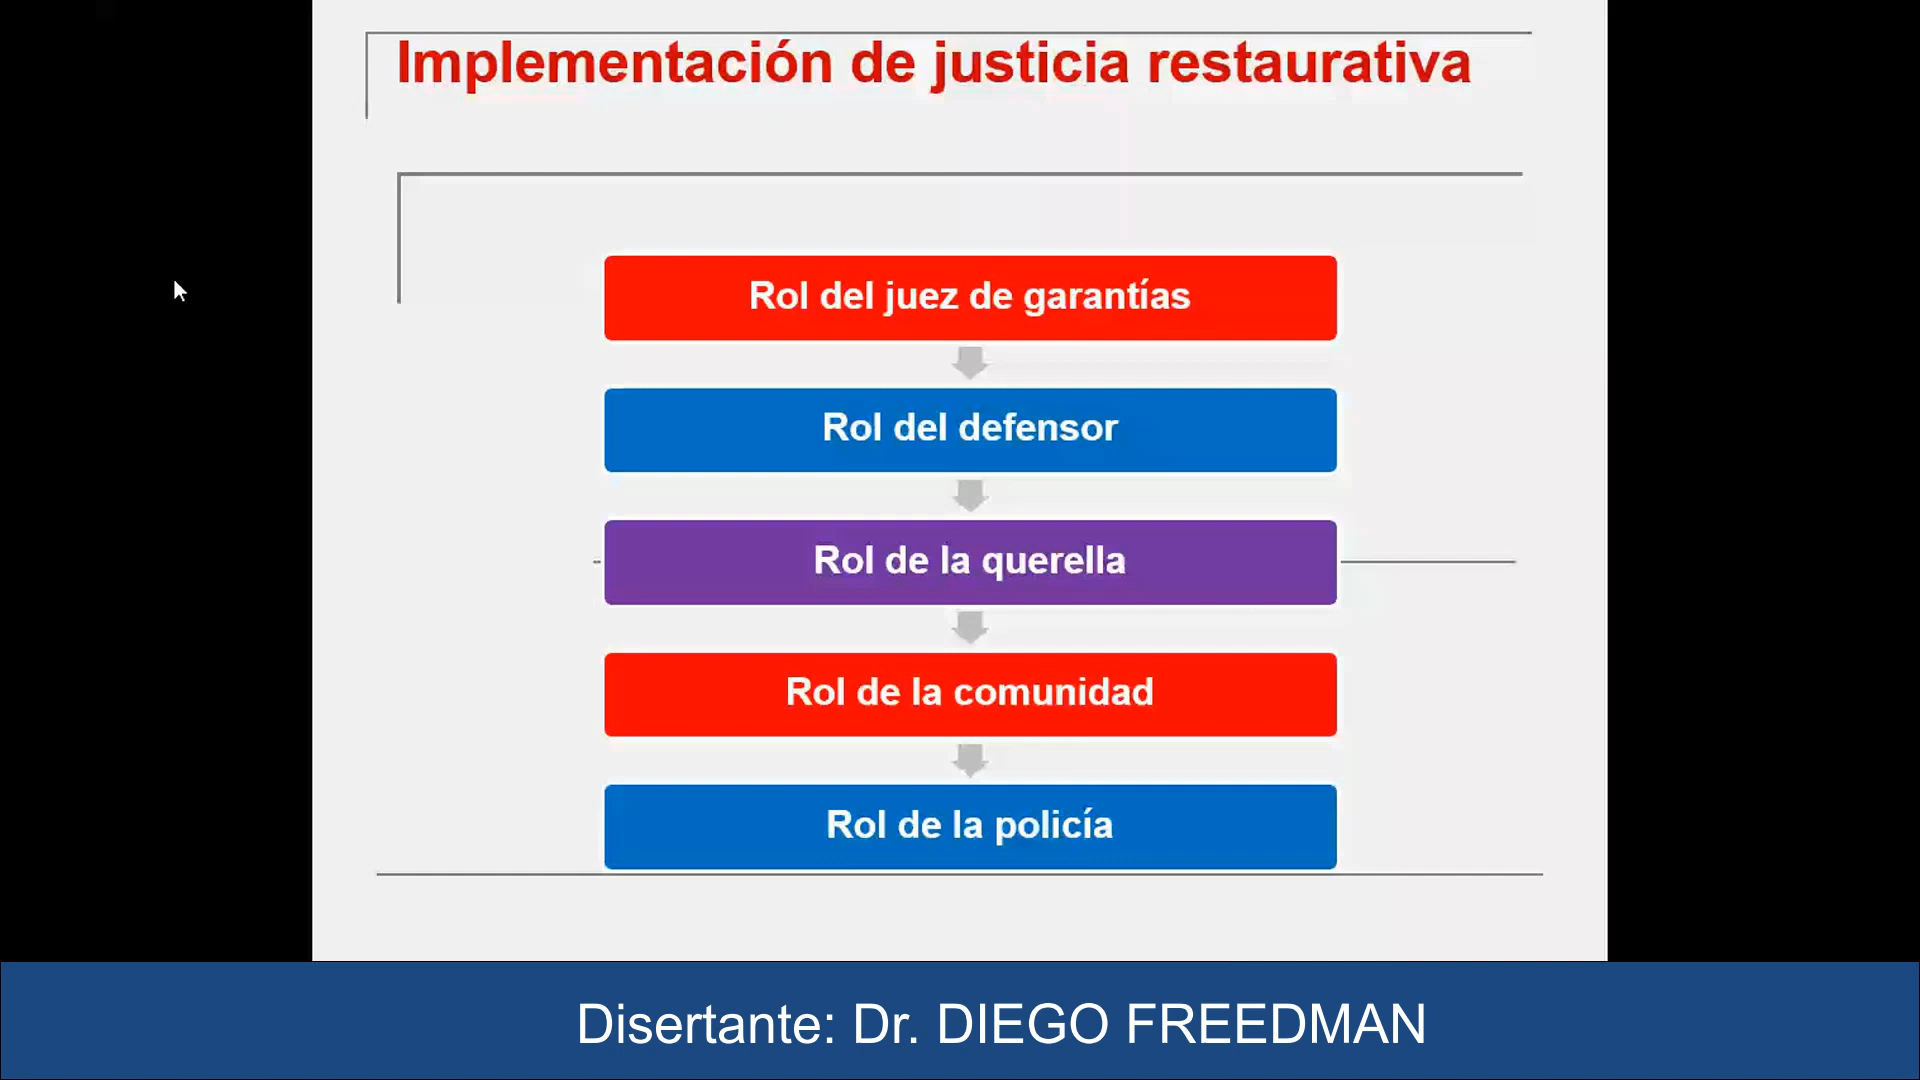 Implementación de justicia restaurativa
Rol del juez de garantías
Rol del defensor
Rol de la querella
Rol de la comunidad
Rol de la policía
Disertante: Dr. DIEGO FREEDMAN